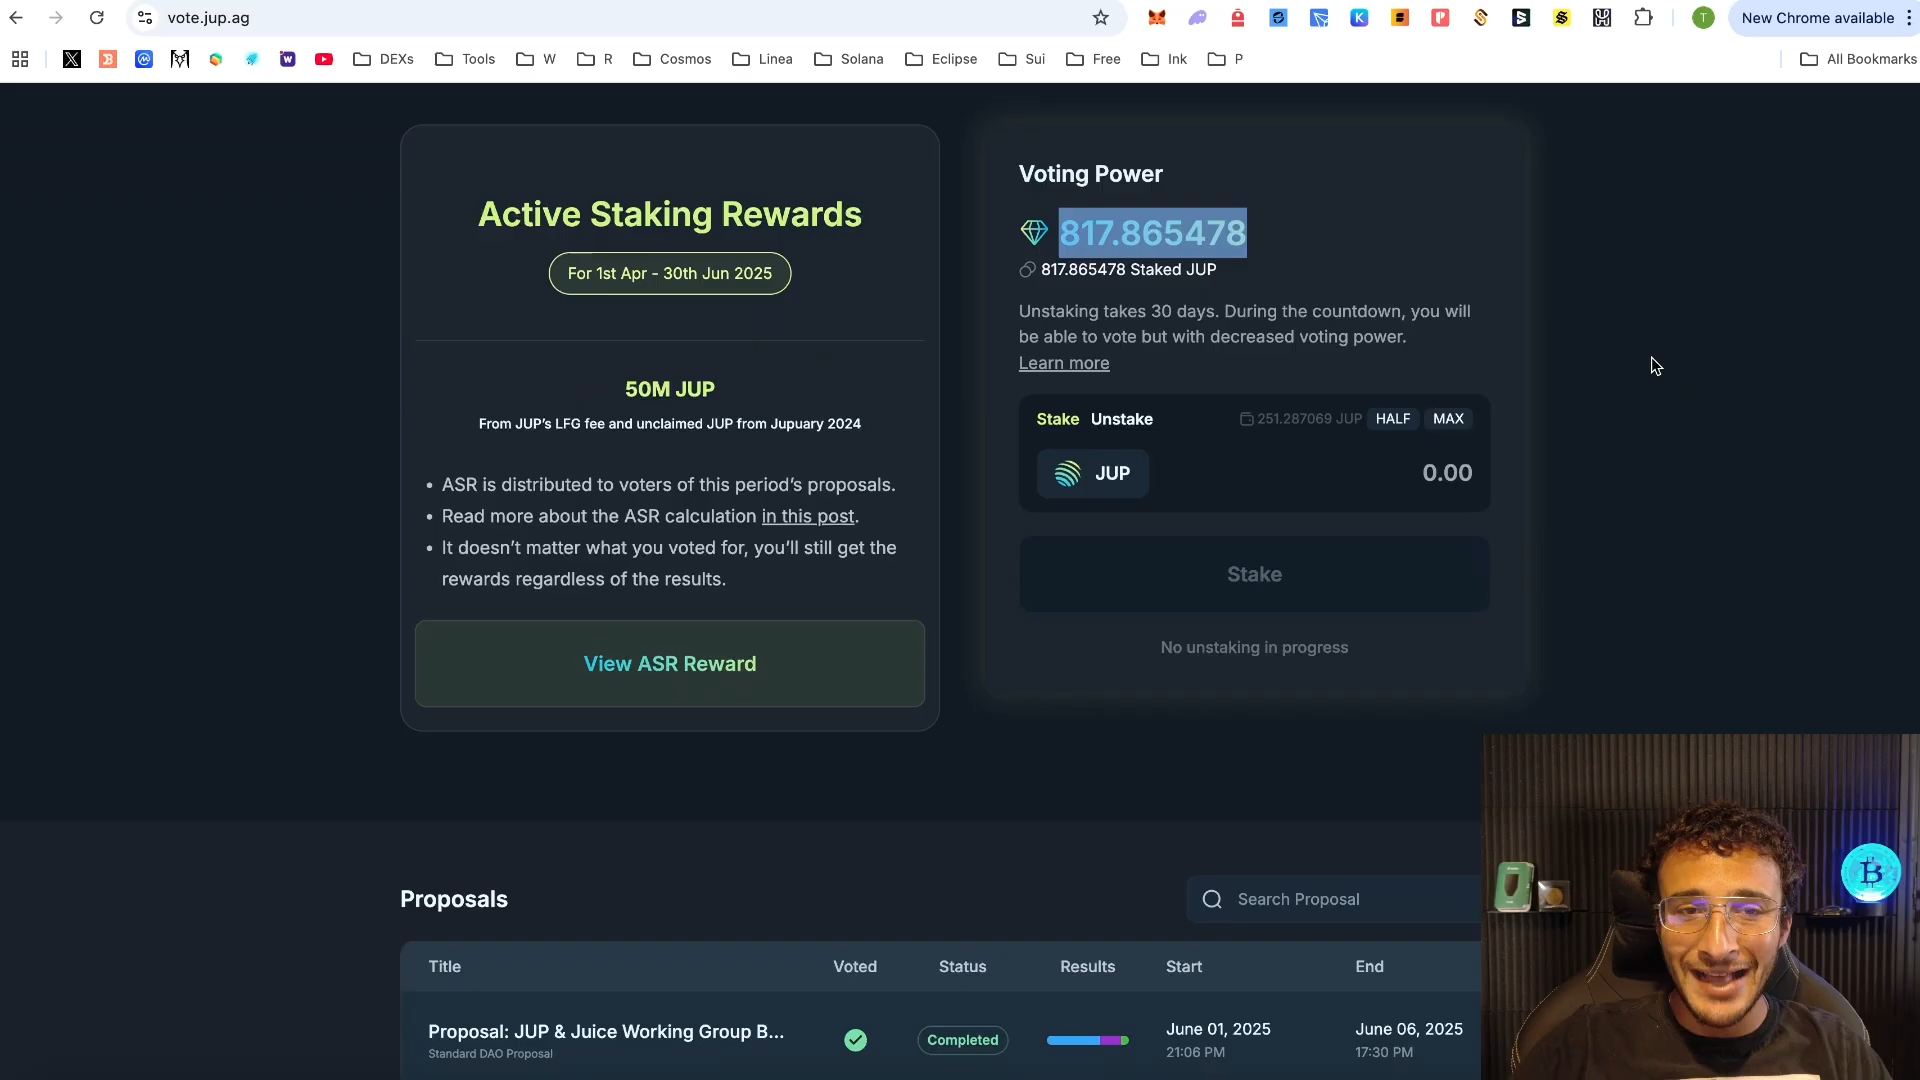 vote.jup.ag
New Chrome available
DEXs
Tools
W
R
Cosmos
Linea
Solana
Eclipse
Sui
Free
Ink
P
All Bookmarks
Active Staking Rewards
For 1st Apr - 30th Jun 2025
50M JUP
From JUP's LFG fee and unclaimed JUP from Jupuary 2024
• ASR is distributed to voters of this period's proposals.
• Read more about the ASR calculation in this post.
• It doesn't matter what you voted for, you'll still get the
rewards regardless of the results.
View ASR Reward
Voting Power
817.865478
817.865478 Staked JUP
Unstaking takes 30 days. During the countdown, you will
be able to vote but with decreased voting power.
Learn more
Stake Unstake 251.287069 JUP HALF MAX
JUP 0.00
Stake
No unstaking in progress
Proposals
Search Proposal
Title Voted Status Results Start End
Proposal: JUP & Juice Working Group B... Completed June 01, 2025 June 06, 2025
Standard DAO Proposal 21:06 PM 17:30 PM